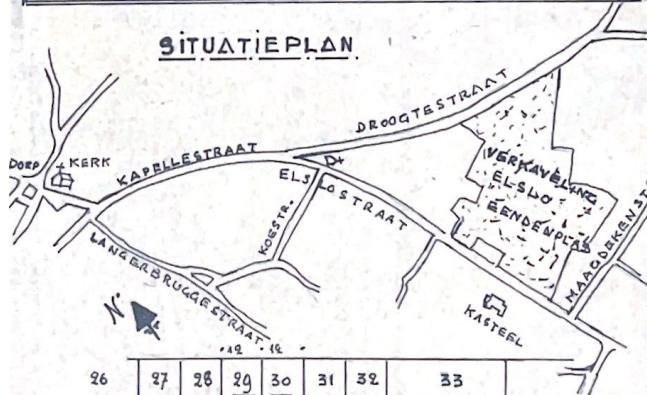 SITUATIEPLAN
DROOGTESTRAAT
KAPELLESTRAAT
DORP
KERK
D+
ELSLOSTRAAT
VERKAVELING
ELSLO
EENDENPLAS
KOESTR.
MAAGDEKENST
LANGERBRUGGESTRAAT
N.
KASTEEL
.12 .12.
26 27 28 29 30 31 32 33